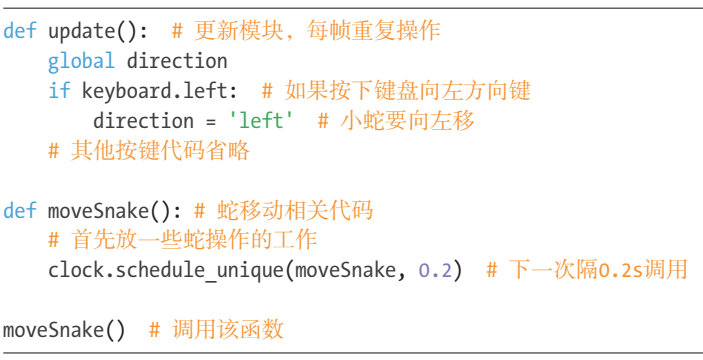 def update():  # 更新模块，每帧重复操作
    global direction
    if keyboard.left:  # 如果按下键盘向左方向键
        direction = 'left'  # 小蛇要向左移
    # 其他按键代码省略

def moveSnake(): # 蛇移动相关代码
    # 首先放一些蛇操作的工作
    clock.schedule_unique(moveSnake, 0.2)  # 下一次隔0.2s调用

moveSnake()  # 调用该函数